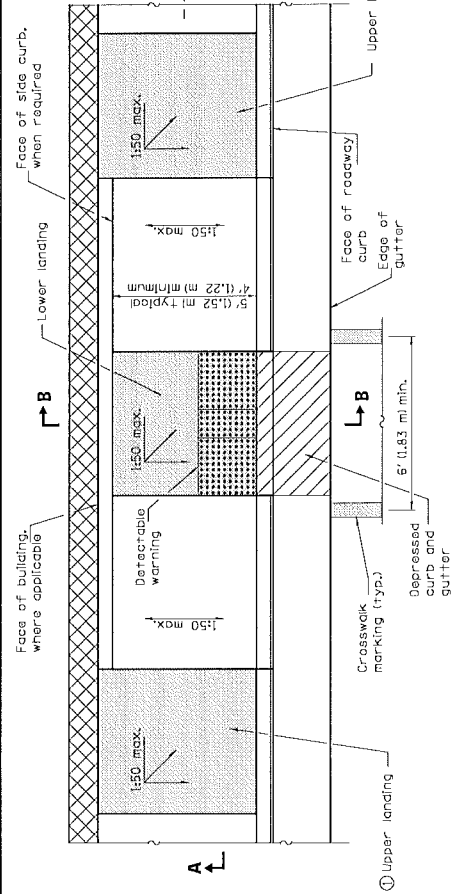 Face of building,
where applicable
B
Lower landing
Face of side curb,
when required
A
1:50 max.
1:50 max.
1:50 max.
Detectable
warning
5' (1.52 m) typical
4' (1.22 m) minimum
1:50 max.
1:50 max.
Upper
① Upper landing
Crosswalk
marking (typ.)
Depressed
curb and
gutter
6' (1.83 m) min.
B
Face of roadway
curb
Edge of
gutter